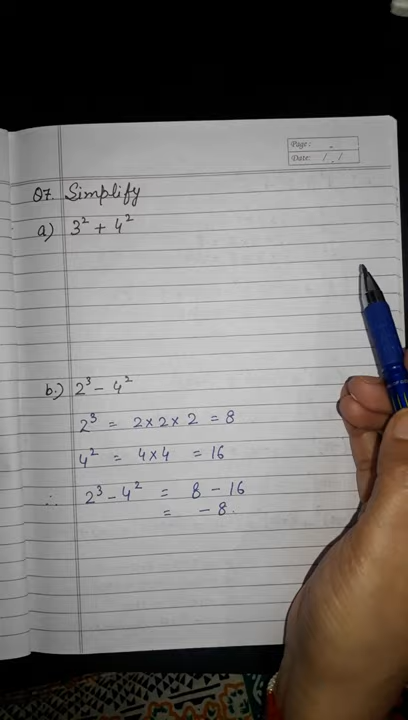 Page:
Date: / /
Q7. Simplify
a) 3² + 4²
b.) 2³ - 4²
2³ = 2 × 2 × 2 = 8
4² = 4 × 4 = 16
∴ 2³ - 4² = 8 - 16
= - 8.